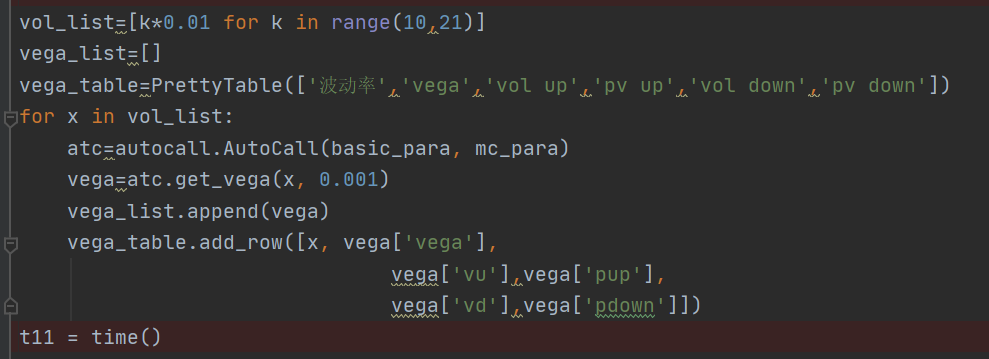 vol_list=[k*0.01 for k in range(10,21)]
vega_list=[]
vega_table=PrettyTable(['波动率','vega','vol up','pv up','vol down','pv down'])
for x in vol_list:
    atc=autocall.AutoCall(basic_para, mc_para)
    vega=atc.get_vega(x, 0.001)
    vega_list.append(vega)
    vega_table.add_row([x, vega['vega'],
                               vega['vu'],vega['pup'],
                               vega['vd'],vega['pdown']])
t11 = time()